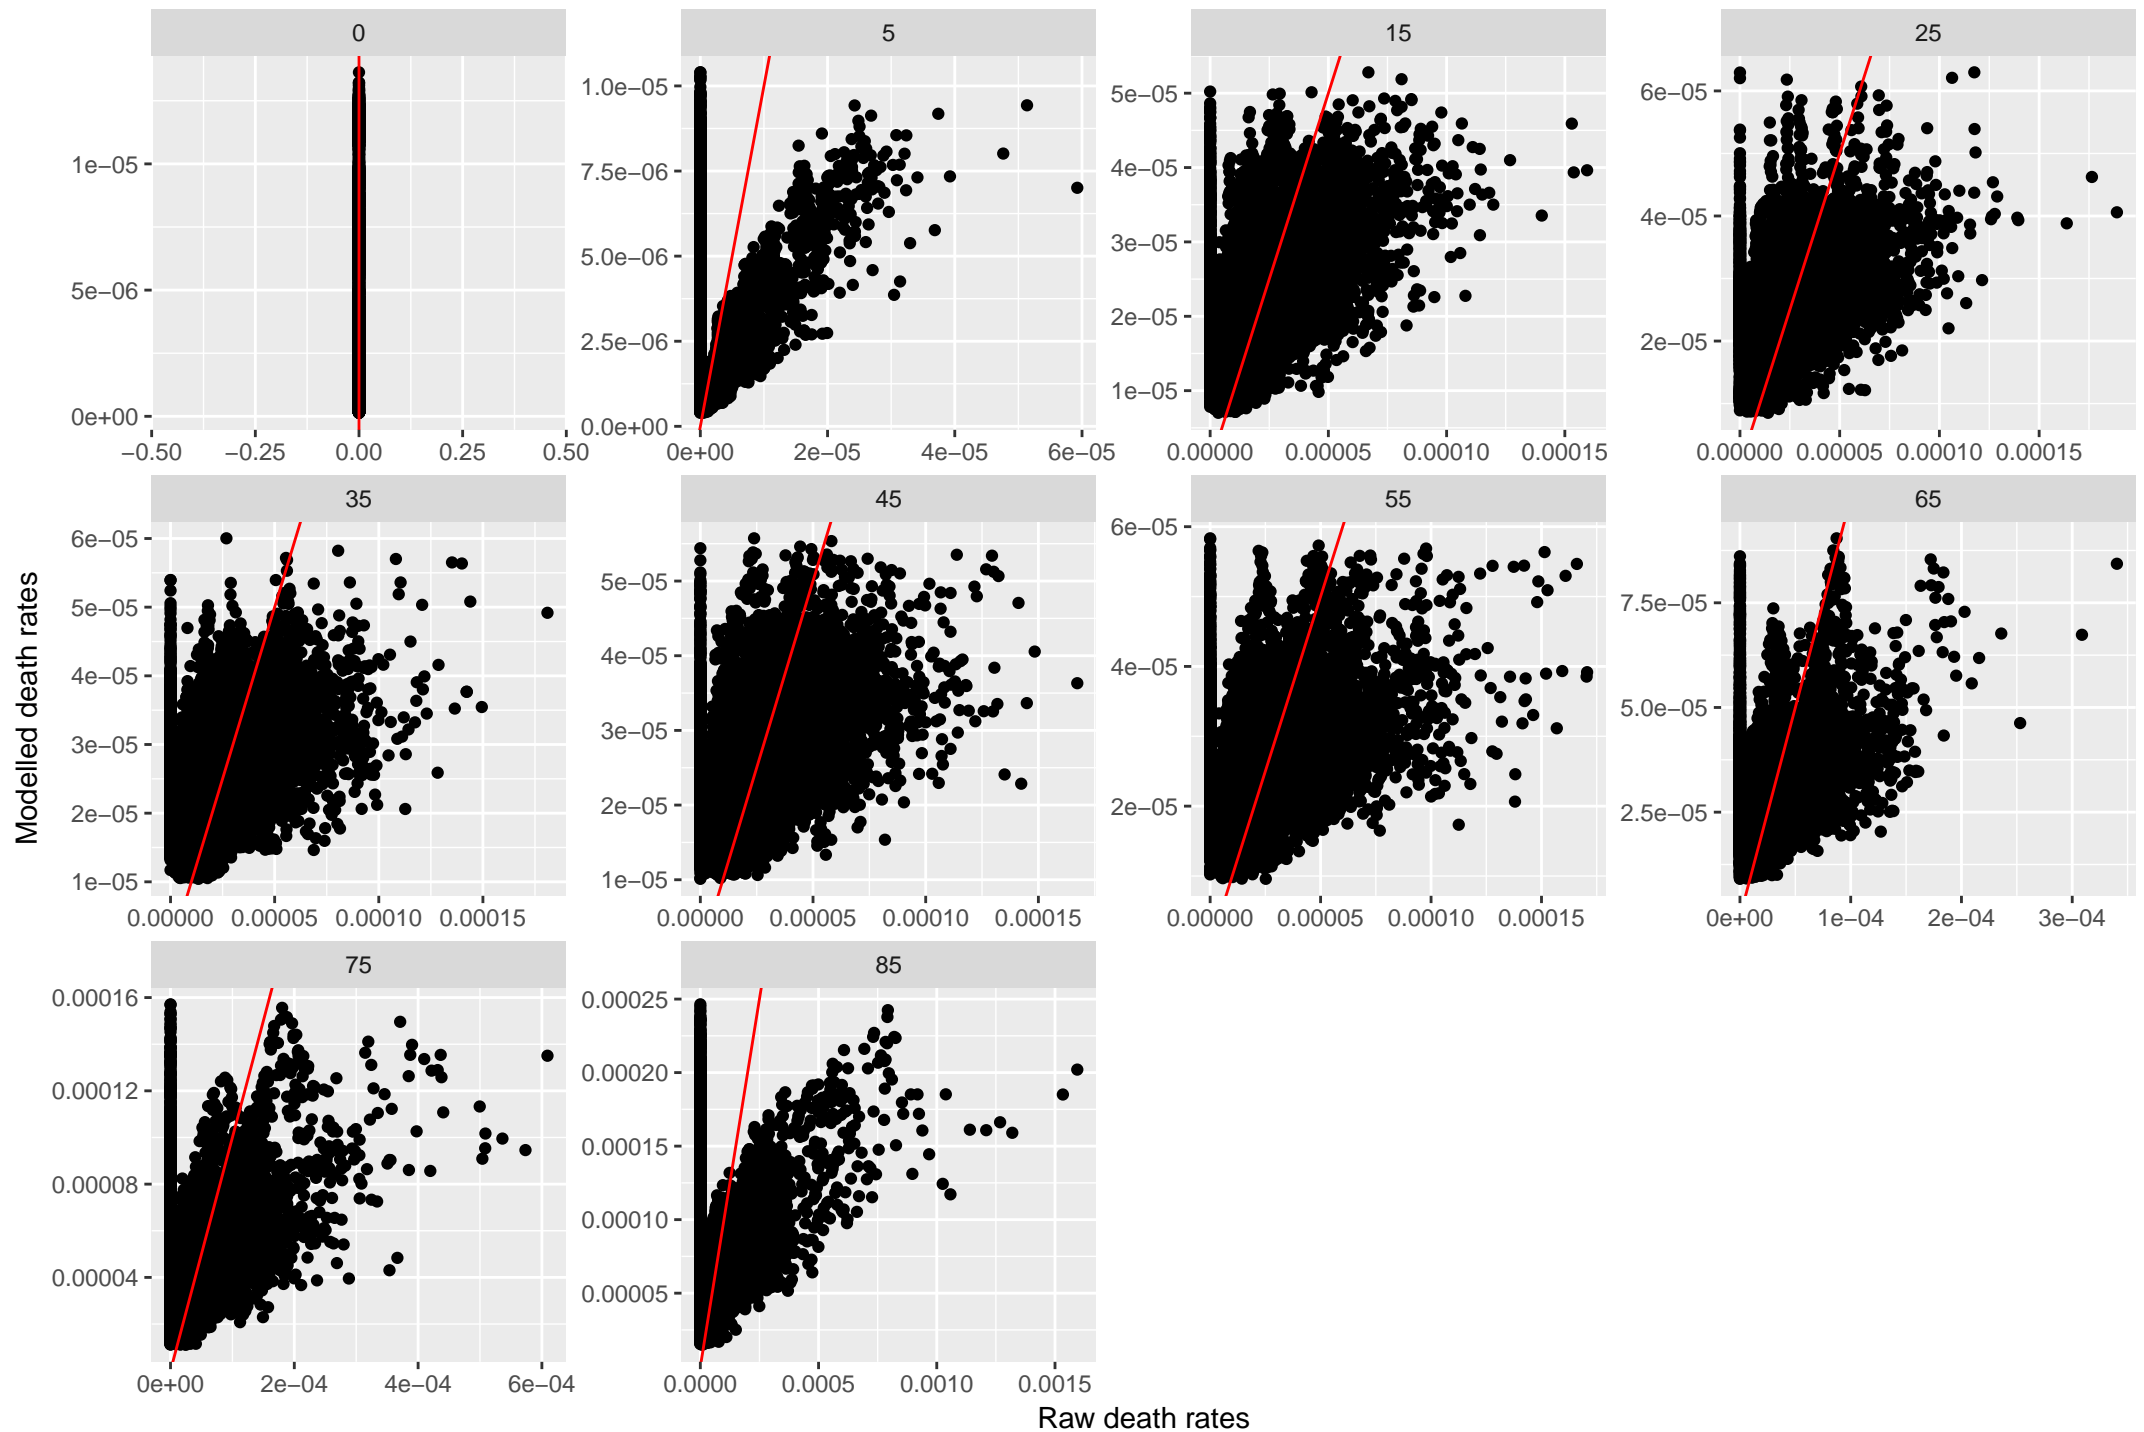 0 5 15 25
1.0e−05 5e−05 6e−05
1e−05 7.5e−06 4e−05
5.0e−06 3e−05 4e−05
5e−06 2.5e−06 2e−05 2e−05
0e+00 0.0e+00 1e−05
−0.50 −0.25 0.00 0.25 0.50 0e+00 2e−05 4e−05 6e−05 0.00000 0.00005 0.00010 0.00015 0.00000 0.00005 0.00010 0.00015
35 45 55 65
6e−05 5e−05 6e−05 7.5e−05
5e−05 4e−05 4e−05 5.0e−05
4e−05 3e−05 2e−05 2.5e−05
3e−05 2e−05
2e−05 1e−05
1e−05
0.00000 0.00005 0.00010 0.00015 0.00000 0.00005 0.00010 0.00015 0.00000 0.00005 0.00010 0.00015 0e+00 1e−04 2e−04 3e−04
Modelled death rates
75 85
0.00016 0.00025
0.00012 0.00020
0.00008 0.00015
0.00004 0.00010
0.00005
0e+00 2e−04 4e−04 6e−04 0.0000 0.0005 0.0010 0.0015
Raw death rates